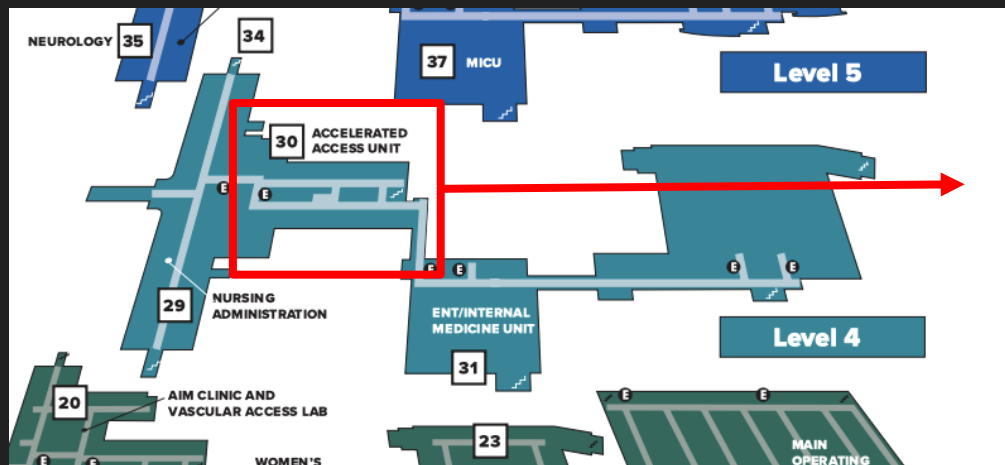 34
NEUROLOGY 35
37 MICU
Level 5
30 ACCELERATED
ACCESS UNIT
E
E
E
E
E
E
29
NURSING
ADMINISTRATION
ENT/INTERNAL
MEDICINE UNIT
31
Level 4
20
AIM CLINIC AND
VASCULAR ACCESS LAB
E
E
23
MAIN
OPERATING
E
E
WOMEN'S